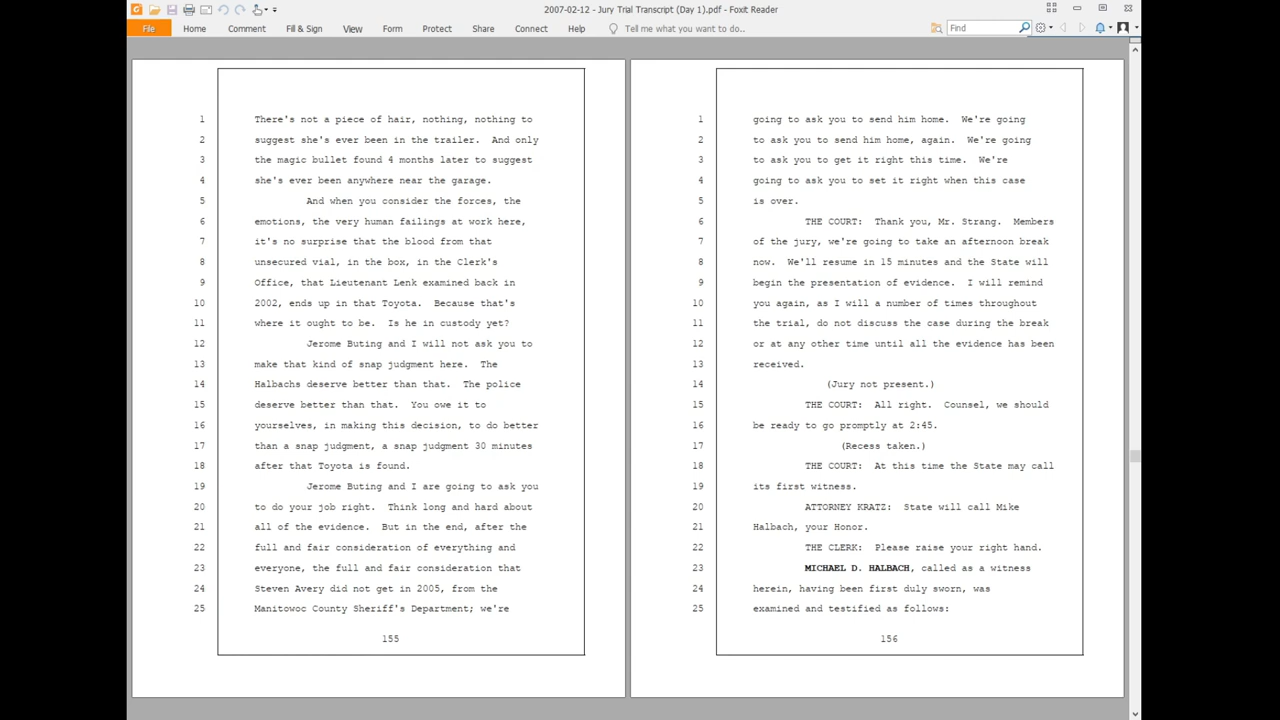 2007-02-12 - Jury Trial Transcript (Day 1).pdf - Foxit Reader
File Home Comment Fill & Sign View Form Protect Share Connect Help Tell me what you want to do.. Find
1 There's not a piece of hair, nothing, nothing to
2 suggest she's ever been in the trailer. And only
3 the magic bullet found 4 months later to suggest
4 she's ever been anywhere near the garage.
5 And when you consider the forces, the
6 emotions, the very human failings at work here,
7 it's no surprise that the blood from that
8 unsecured vial, in the box, in the Clerk's
9 Office, that Lieutenant Lenk examined back in
10 2002, ends up in that Toyota. Because that's
11 where it ought to be. Is he in custody yet?
12 Jerome Buting and I will not ask you to
13 make that kind of snap judgment here. The
14 Halbachs deserve better than that. The police
15 deserve better than that. You owe it to
16 yourselves, in making this decision, to do better
17 than a snap judgment, a snap judgment 30 minutes
18 after that Toyota is found.
19 Jerome Buting and I are going to ask you
20 to do your job right. Think long and hard about
21 all of the evidence. But in the end, after the
22 full and fair consideration of everything and
23 everyone, the full and fair consideration that
24 Steven Avery did not get in 2005, from the
25 Manitowoc County Sheriff's Department; we're
155
1 going to ask you to send him home. We're going
2 to ask you to send him home, again. We're going
3 to ask you to get it right this time. We're
4 going to ask you to set it right when this case
5 is over.
6 THE COURT: Thank you, Mr. Strang. Members
7 of the jury, we're going to take an afternoon break
8 now. We'll resume in 15 minutes and the State will
9 begin the presentation of evidence. I will remind
10 you again, as I will a number of times throughout
11 the trial, do not discuss the case during the break
12 or at any other time until all the evidence has been
13 received.
14 (Jury not present.)
15 THE COURT: All right. Counsel, we should
16 be ready to go promptly at 2:45.
17 (Recess taken.)
18 THE COURT: At this time the State may call
19 its first witness.
20 ATTORNEY KRATZ: State will call Mike
21 Halbach, your Honor.
22 THE CLERK: Please raise your right hand.
23 MICHAEL D. HALBACH, called as a witness
24 herein, having been first duly sworn, was
25 examined and testified as follows:
156